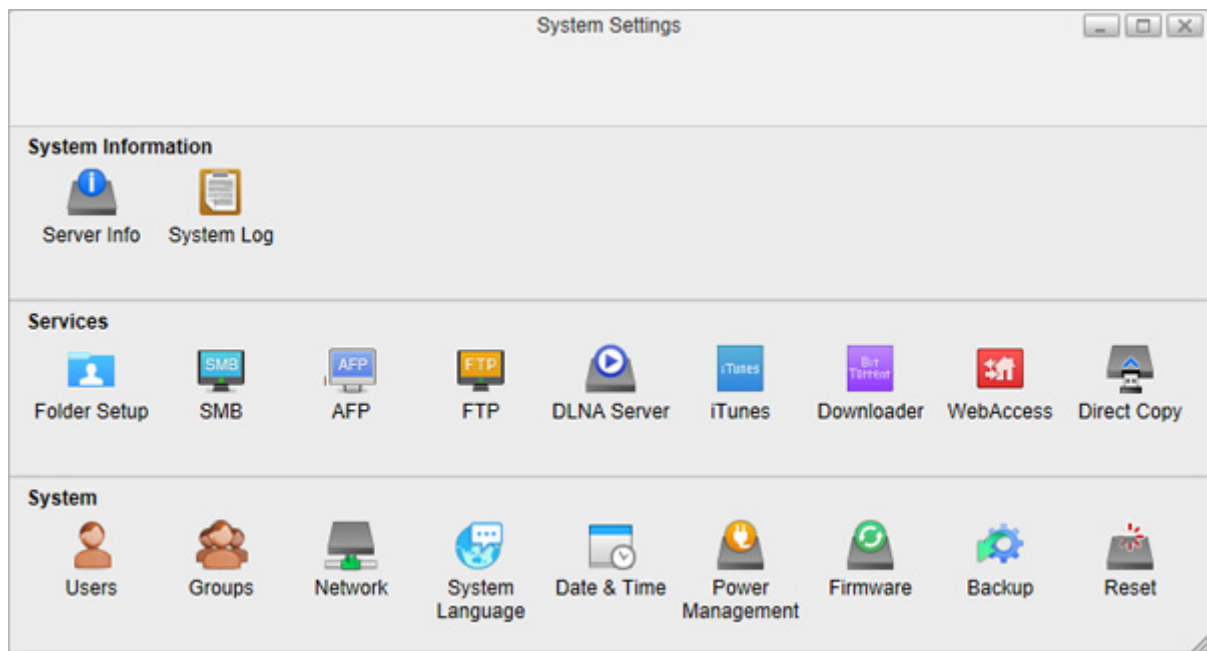 System Settings
System Information
Server Info
System Log
Services
SMB
AFP
FTP
iTunes
Bit
Torrent
Folder Setup
SMB
AFP
FTP
DLNA Server
iTunes
Downloader
WebAccess
Direct Copy
System
Users
Groups
Network
System
Language
Date & Time
Power
Management
Firmware
Backup
Reset